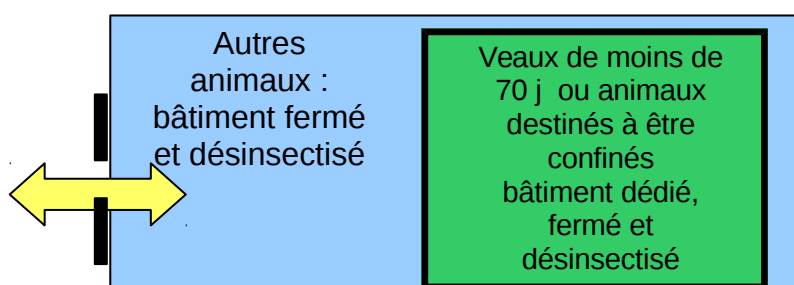 Autres
animaux :
bâtiment fermé
et désinsectisé
Veaux de moins de
70 j ou animaux
destinés à être
confinés
bâtiment dédié,
fermé et
désinsectisé